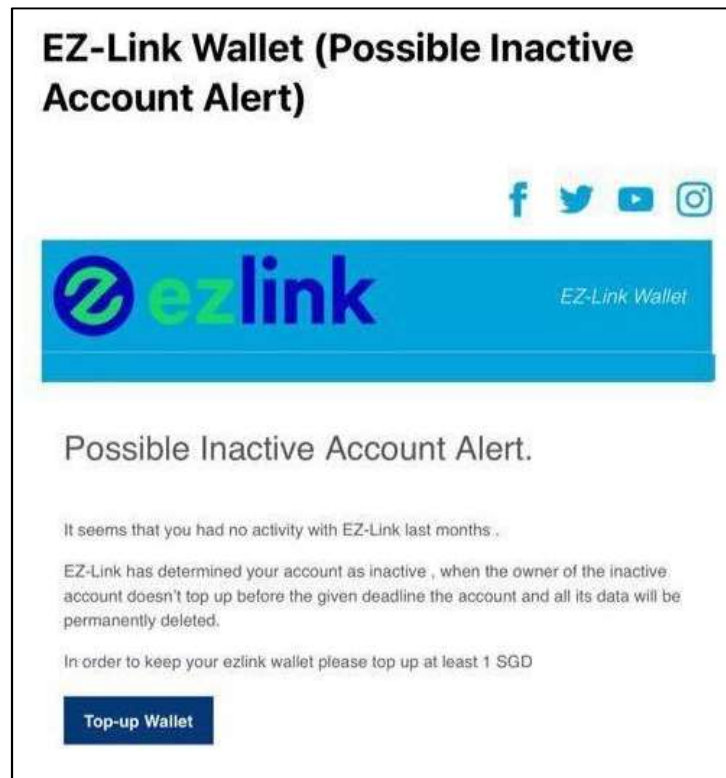 EZ-Link Wallet (Possible Inactive
Account Alert)
ezlink
EZ-Link Wallet
Possible Inactive Account Alert.
It seems that you had no activity with EZ-Link last months .
EZ-Link has determined your account as inactive , when the owner of the inactive
account doesn't top up before the given deadline the account and all its data will be
permanently deleted.
In order to keep your ezlink wallet please top up at least 1 SGD
Top-up Wallet